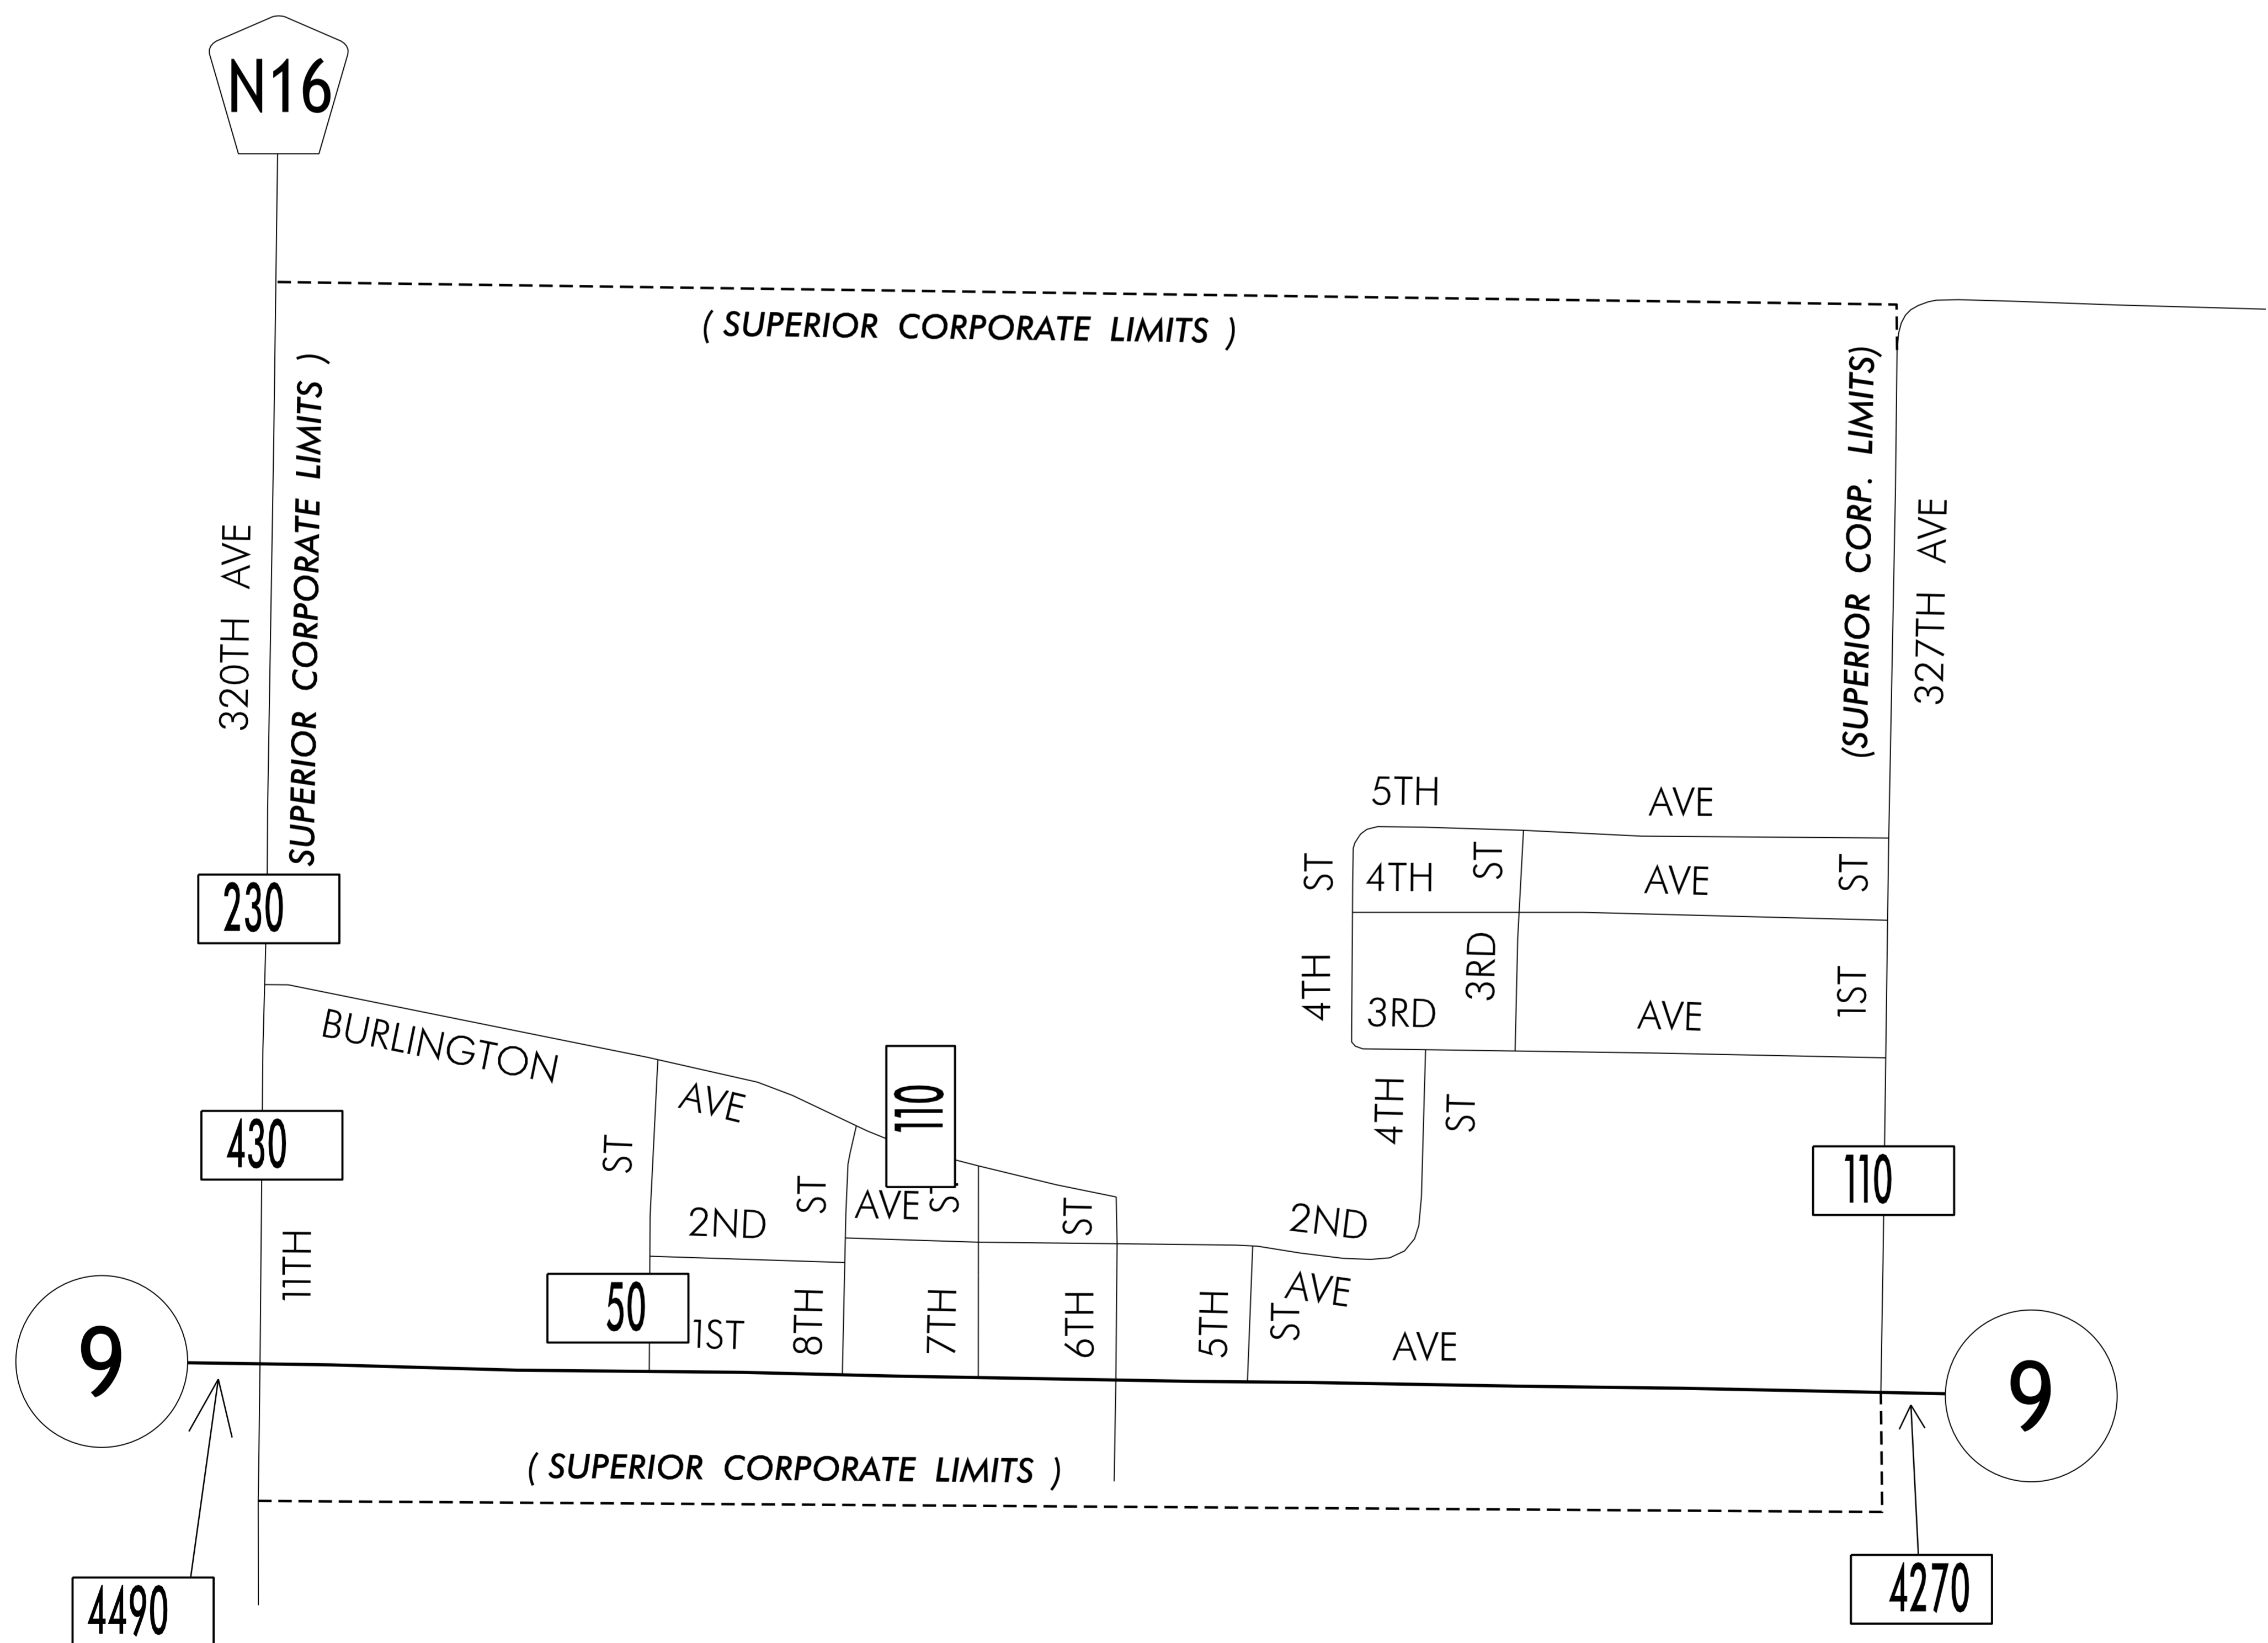 N16
( SUPERIOR CORPORATE LIMITS )
SUPERIOR CORPORATE LIMITS )
(SUPERIOR CORP. LIMITS)
320TH AVE
327TH AVE
5TH AVE
ST
4TH
ST
AVE
ST
230
4TH
3RD
3RD
AVE
1ST
BURLINGTON
AVE
110
4TH
ST
430
ST
110
ST
AVE
ST
ST
2ND
2ND
11TH
50
1ST
8TH
7TH
6TH
5TH
ST
AVE
AVE
9
9
( SUPERIOR CORPORATE LIMITS )
4490
4270